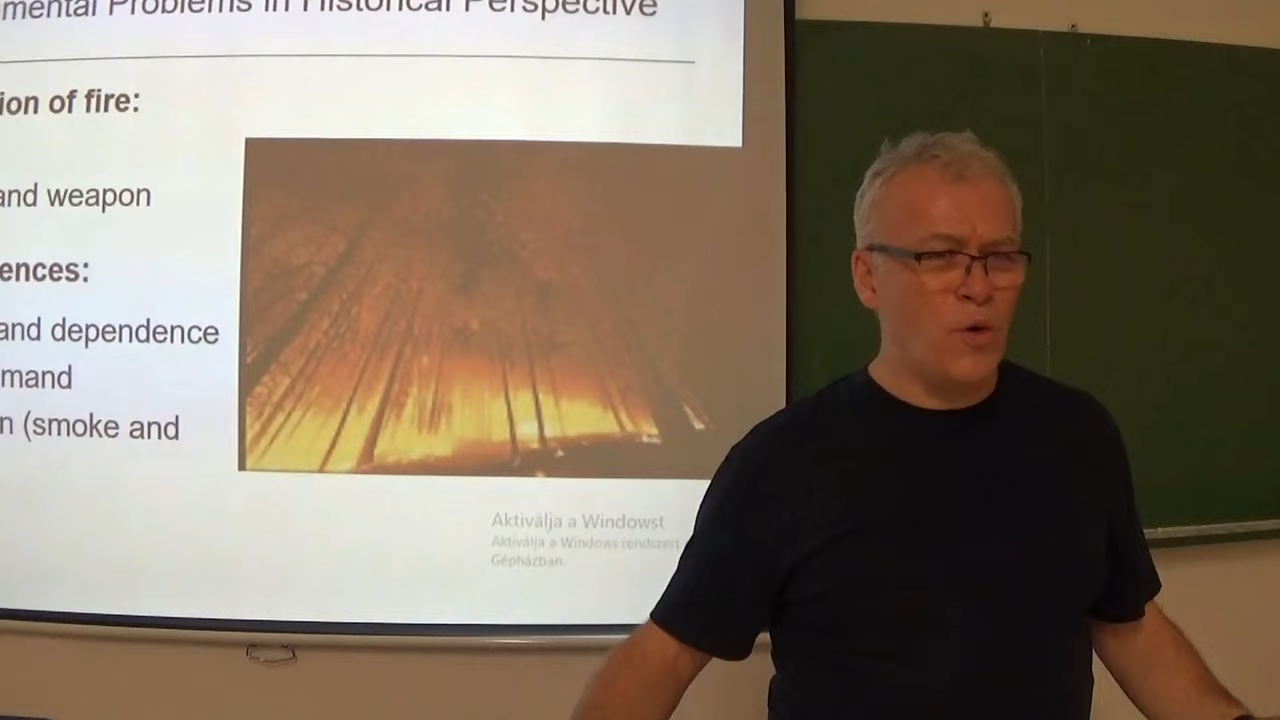 mental Problems in Historical Perspective
ion of fire:
and weapon
ences:
and dependence
mand
n (smoke and
Aktiválja a Windowst
Aktiválja a Windows rendszert
Gépházban.